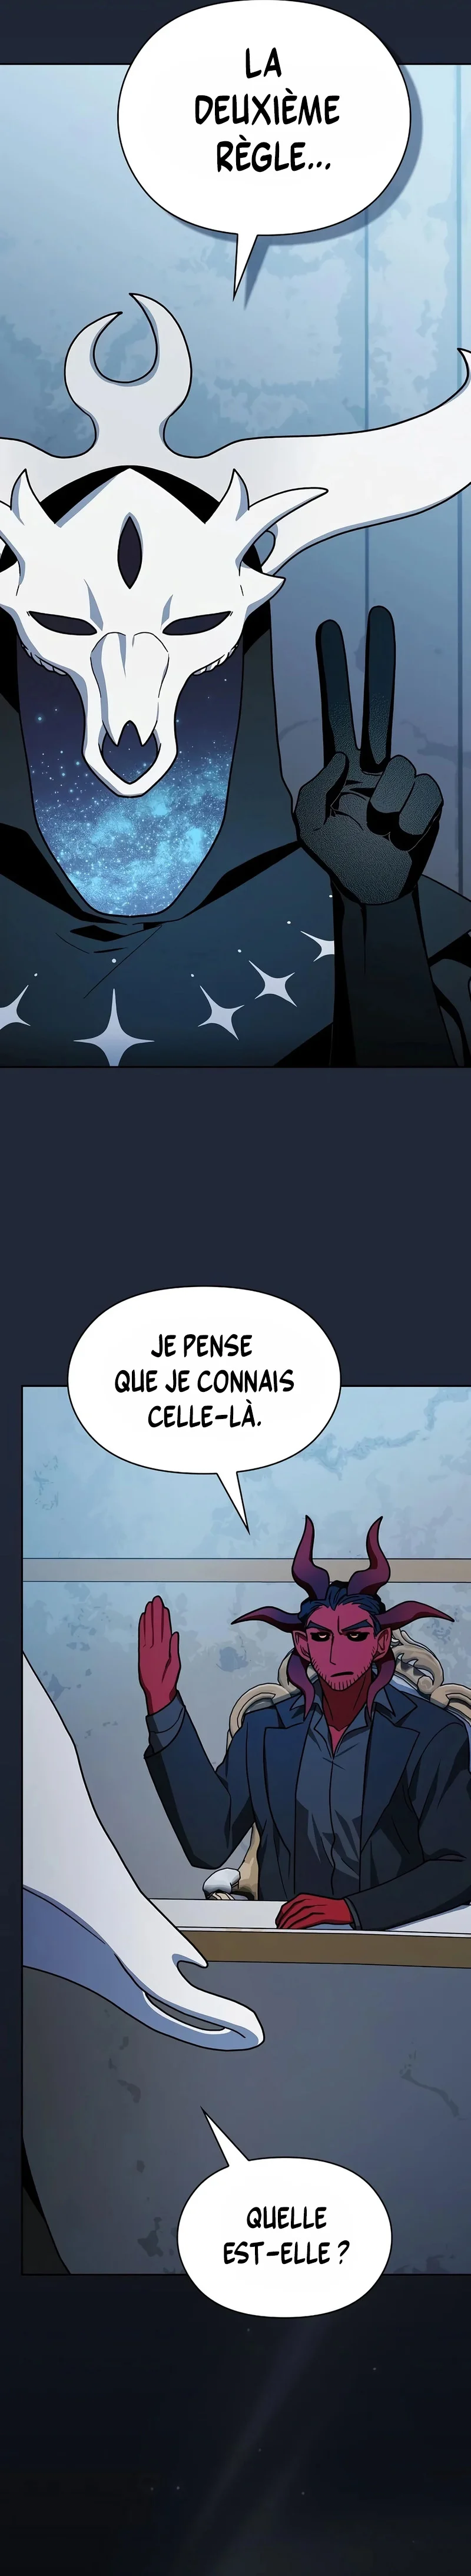 LA
DEUXIÈME
RÈGLE...
JE PENSE
QUE JE CONNAIS
CELLE-LÀ.
QUELLE
EST-ELLE ?